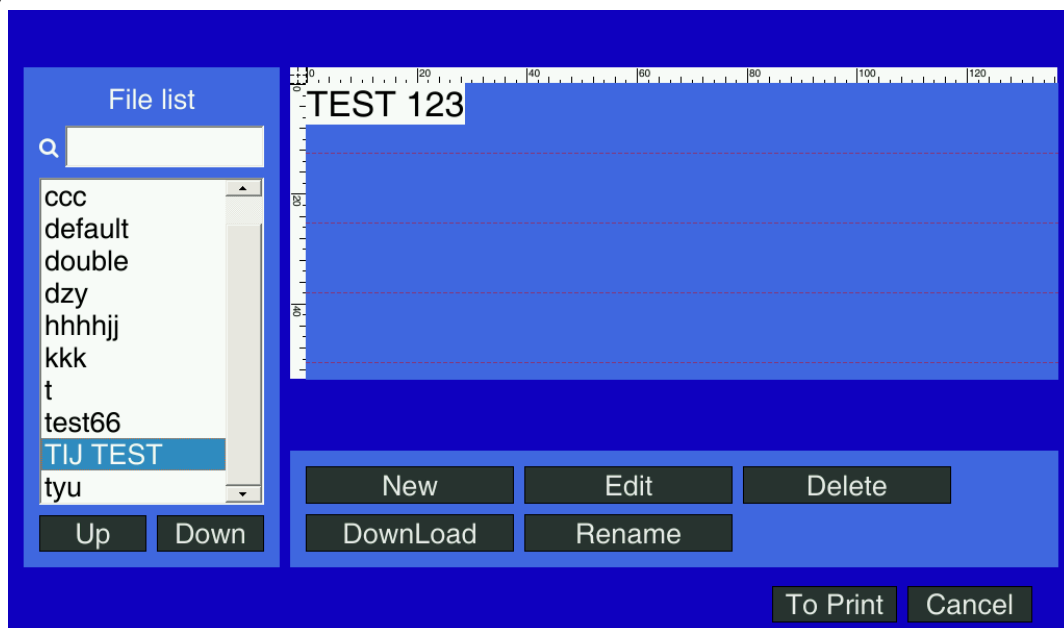 File list
ccc
default
double
dzy
hhhhjj
kkk
t
test66
TIJ TEST
tyu
Up Down
0 20 40 60 80 100 120
0
20
40
TEST 123
New Edit Delete
DownLoad Rename
To Print Cancel